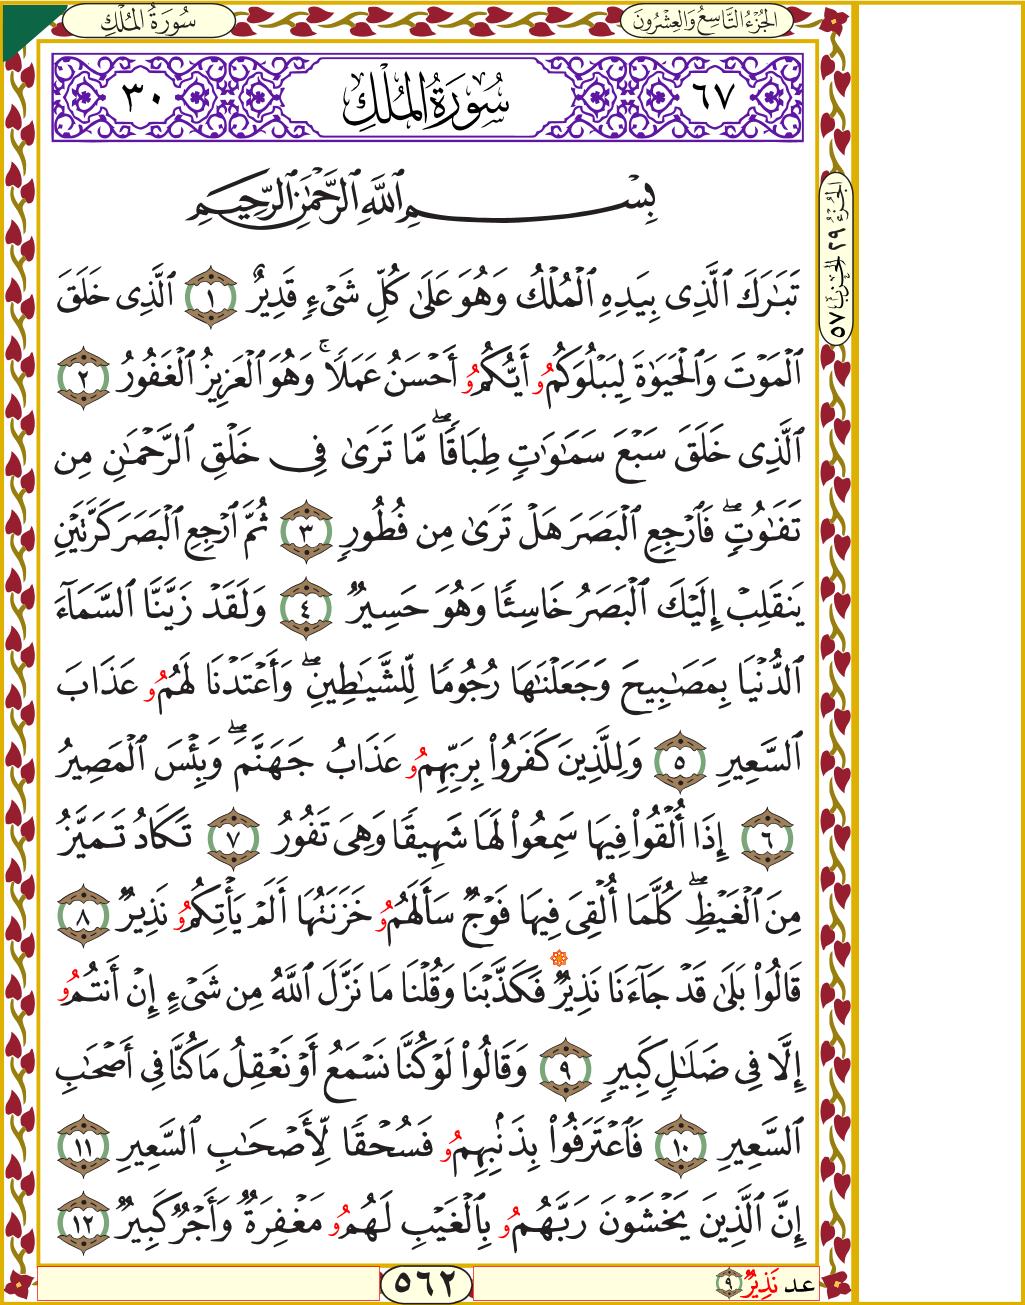 سُورَةُ المُلْكِ
الجُزْءُ التَّاسِعُ وَالعِشْرُونَ
٣٠
سُورَةُ المُلْكِ
٦٧
بِسْمِ ٱللَّهِ ٱلرَّحْمَٰنِ ٱلرَّحِيمِ
تَبَٰرَكَ ٱلَّذِى بِيَدِهِ ٱلْمُلْكُ وَهُوَ عَلَىٰ كُلِّ شَىْءٍ قَدِيرٌ ١ ٱلَّذِى خَلَقَ
ٱلْمَوْتَ وَٱلْحَيَوٰةَ لِيَبْلُوَكُمُو أَيُّكُمُو أَحْسَنُ عَمَلًا ۚ وَهُوَ ٱلْعَزِيزُ ٱلْغَفُورُ ٢
ٱلَّذِى خَلَقَ سَبْعَ سَمَٰوَٰتٍ طِبَاقًا ۖ مَّا تَرَىٰ فِى خَلْقِ ٱلرَّحْمَٰنِ مِن
تَفَٰوُتٍ ۖ فَٱرْجِعِ ٱلْبَصَرَ هَلْ تَرَىٰ مِن فُطُورٍ ٣ ثُمَّ ٱرْجِعِ ٱلْبَصَرَ كَرَّتَيْنِ
يَنقَلِبْ إِلَيْكَ ٱلْبَصَرُ خَاسِئًا وَهُوَ حَسِيرٌ ٤ وَلَقَدْ زَيَّنَّا ٱلسَّمَآءَ
ٱلدُّنْيَا بِمَصَٰبِيحَ وَجَعَلْنَٰهَا رُجُومًا لِّلشَّيَٰطِينِ ۖ وَأَعْتَدْنَا لَهُمُو عَذَابَ
ٱلسَّعِيرِ ٥ وَلِلَّذِينَ كَفَرُوا۟ بِرَبِّهِمُو عَذَابُ جَهَنَّمَ ۖ وَبِئْسَ ٱلْمَصِيرُ
٦ إِذَا أُلْقُوا۟ فِيهَا سَمِعُوا۟ لَهَا شَهِيقًا وَهِىَ تَفُورُ ٧ تَكَادُ تَمَيَّزُ
مِنَ ٱلْغَيْظِ ۖ كُلَّمَا أُلْقِىَ فِيهَا فَوْجٌ سَأَلَهُمُو خَزَنَتُهَا أَلَمْ يَأْتِكُمُو نَذِيرٌ ٨
قَالُوا۟ بَلَىٰ قَدْ جَآءَنَا نَذِيرٌ فَكَذَّبْنَا وَقُلْنَا مَا نَزَّلَ ٱللَّهُ مِن شَىْءٍ إِنْ أَنتُمُو
إِلَّا فِى ضَلَٰلٍ كَبِيرٍ ٩ وَقَالُوا۟ لَوْ كُنَّا نَسْمَعُ أَوْ نَعْقِلُ مَا كُنَّا فِى أَصْحَٰبِ
ٱلسَّعِيرِ ١٠ فَٱعْتَرَفُوا۟ بِذَنۢبِهِمُو فَسُحْقًا لِّأَصْحَٰبِ ٱلسَّعِيرِ ١١
إِنَّ ٱلَّذِينَ يَخْشَوْنَ رَبَّهُمُو بِٱلْغَيْبِ لَهُمُو مَغْفِرَةٌ وَأَجْرٌ كَبِيرٌ ١٢
الجُزْءُ ٢٩ الحِزْبُ ٥٧
٥٦٢
عد نَذِيرٌ ٩